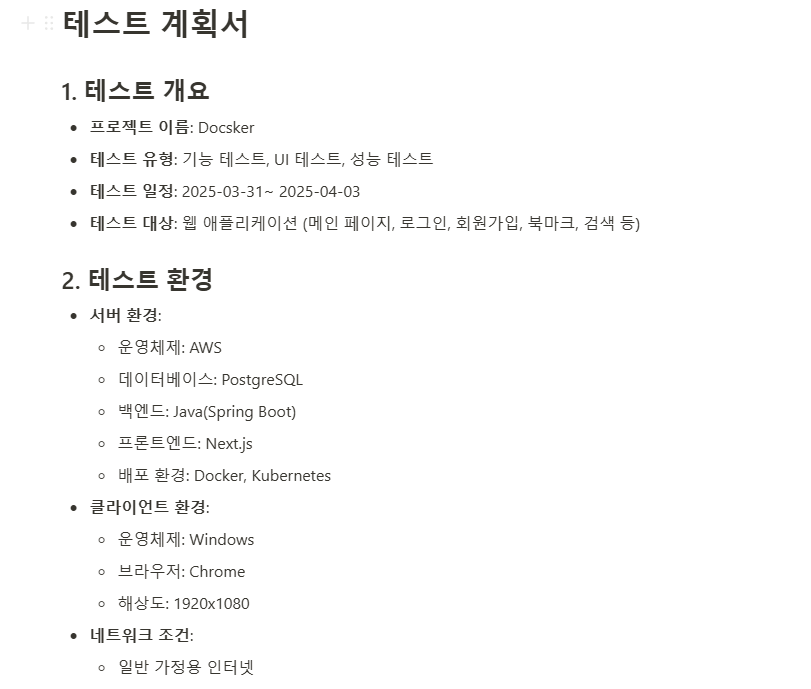 테스트 계획서
1. 테스트 개요
• 프로젝트 이름: Docsker
• 테스트 유형: 기능 테스트, UI 테스트, 성능 테스트
• 테스트 일정: 2025-03-31~ 2025-04-03
• 테스트 대상: 웹 애플리케이션 (메인 페이지, 로그인, 회원가입, 북마크, 검색 등)
2. 테스트 환경
• 서버 환경:
◦ 운영체제: AWS
◦ 데이터베이스: PostgreSQL
◦ 백엔드: Java(Spring Boot)
◦ 프론트엔드: Next.js
◦ 배포 환경: Docker, Kubernetes
• 클라이언트 환경:
◦ 운영체제: Windows
◦ 브라우저: Chrome
◦ 해상도: 1920x1080
• 네트워크 조건:
◦ 일반 가정용 인터넷